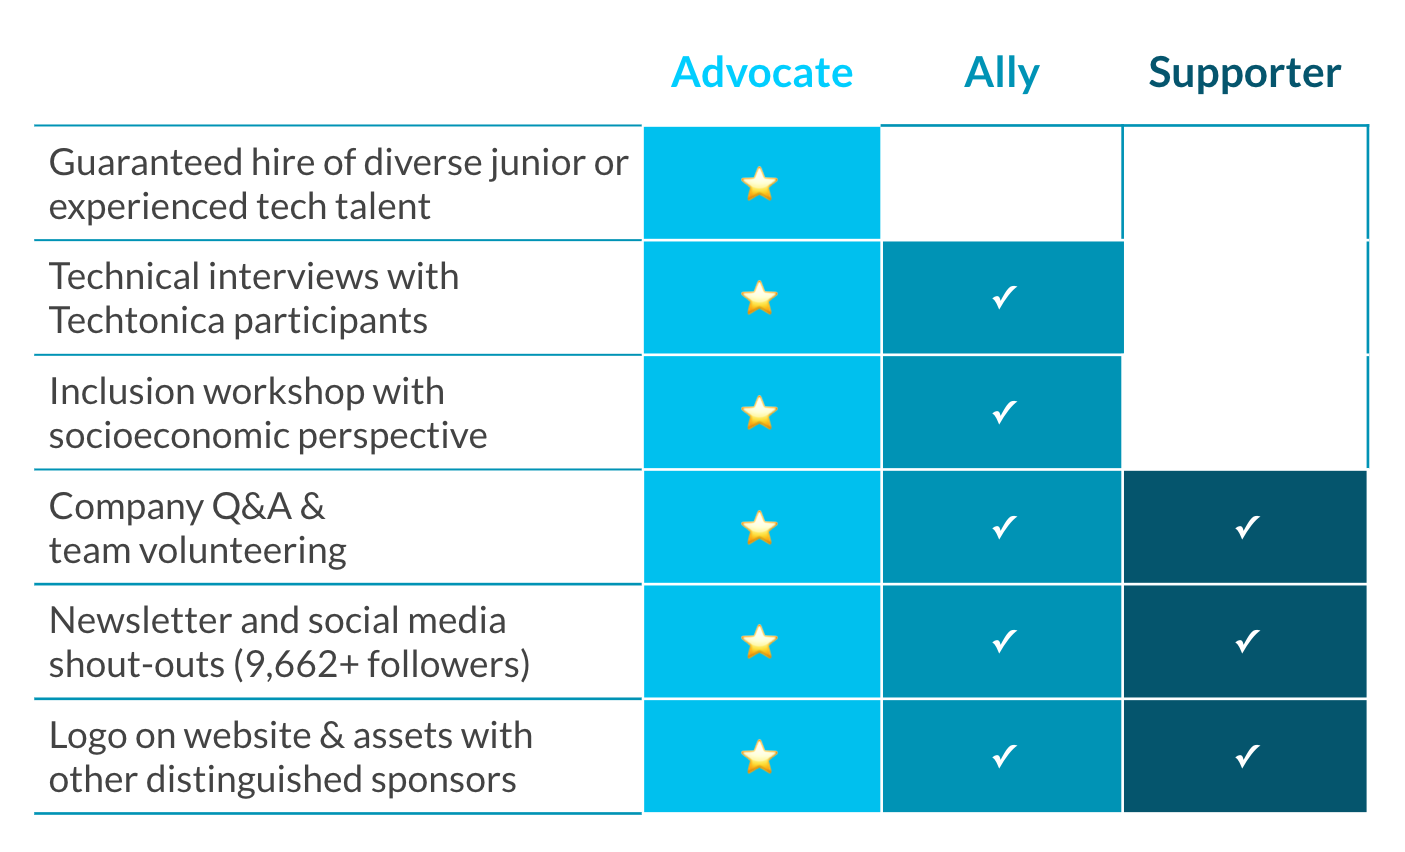 Advocate Ally Supporter
Guaranteed hire of diverse junior or
experienced tech talent
⭐
Technical interviews with
Techtonica participants
⭐ ✓
Inclusion workshop with
socioeconomic perspective
⭐ ✓
Company Q&A &
team volunteering
⭐ ✓ ✓
Newsletter and social media
shout-outs (9,662+ followers)
⭐ ✓ ✓
Logo on website & assets with
other distinguished sponsors
⭐ ✓ ✓